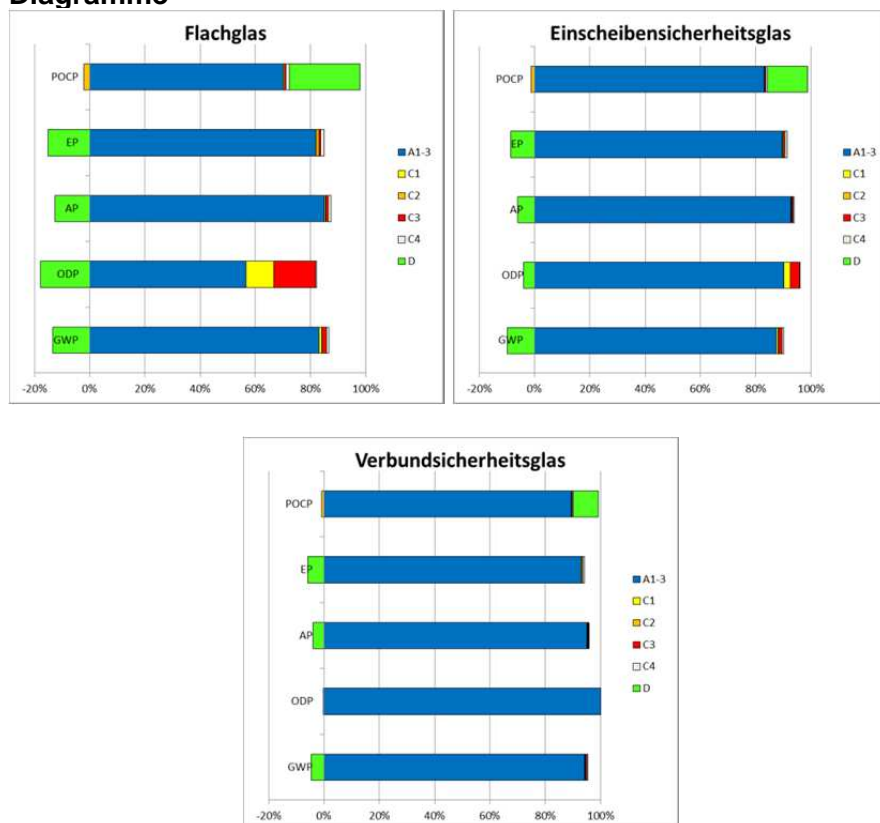 Diagramme
Flachglas
POCP
EP
AP
ODP
GWP
-20% 0% 20% 40% 60% 80% 100%
A1-3
C1
C2
C3
C4
D
Einscheibensicherheitsglas
POCP
EP
AP
ODP
GWP
-20% 0% 20% 40% 60% 80% 100%
A1-3
C1
C2
C3
C4
D
Verbundsicherheitsglas
POCP
EP
AP
ODP
GWP
-20% 0% 20% 40% 60% 80% 100%
A1-3
C1
C2
C3
C4
D